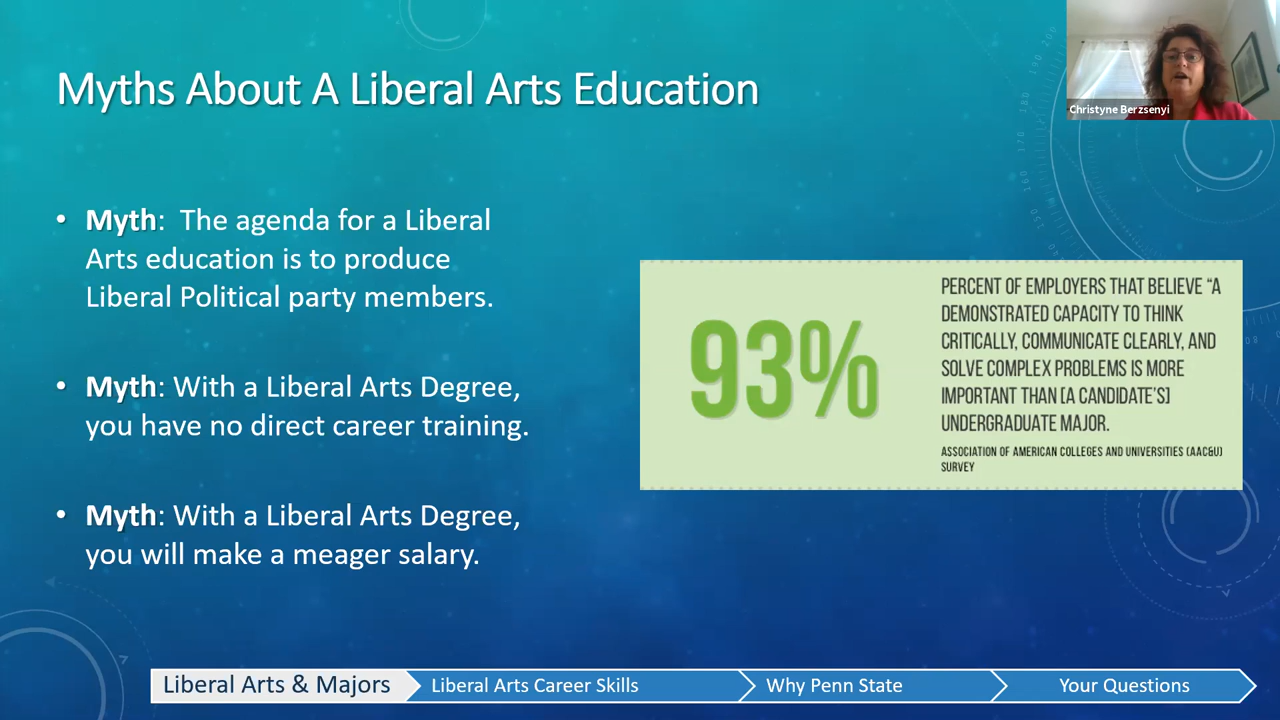 Myths About A Liberal Arts Education
Christyne Berzsenyi
• Myth:  The agenda for a Liberal
Arts education is to produce
Liberal Political party members.
• Myth: With a Liberal Arts Degree,
you have no direct career training.
• Myth: With a Liberal Arts Degree,
you will make a meager salary.
93%
PERCENT OF EMPLOYERS THAT BELIEVE “A
DEMONSTRATED CAPACITY TO THINK
CRITICALLY, COMMUNICATE CLEARLY, AND
SOLVE COMPLEX PROBLEMS IS MORE
IMPORTANT THAN [A CANDIDATE'S]
UNDERGRADUATE MAJOR.
ASSOCIATION OF AMERICAN COLLEGES AND UNIVERSITIES (AAC&U)
SURVEY
Liberal Arts & Majors
Liberal Arts Career Skills
Why Penn State
Your Questions